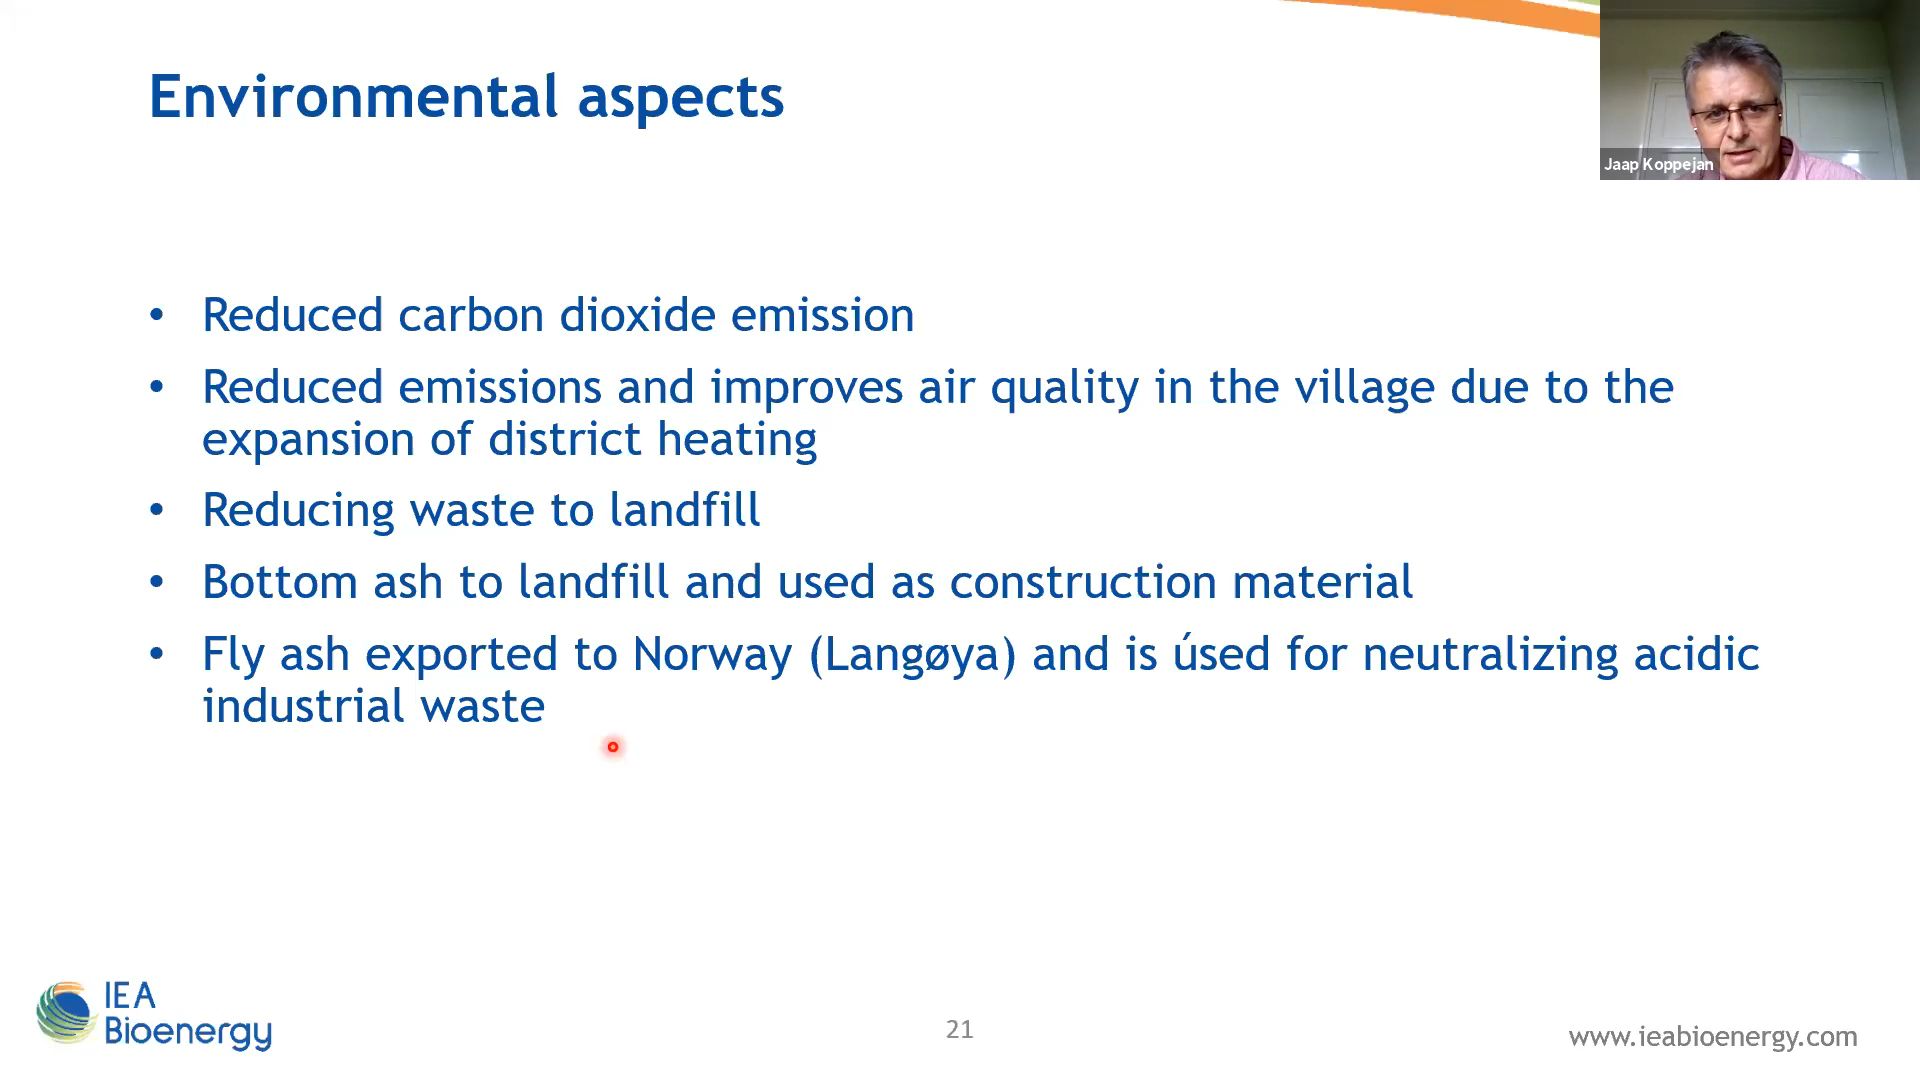 Environmental aspects
Jaap Koppejan
• Reduced carbon dioxide emission
• Reduced emissions and improves air quality in the village due to the
expansion of district heating
• Reducing waste to landfill
• Bottom ash to landfill and used as construction material
• Fly ash exported to Norway (Langøya) and is úsed for neutralizing acidic
industrial waste
IEA
Bioenergy
21
www.ieabioenergy.com